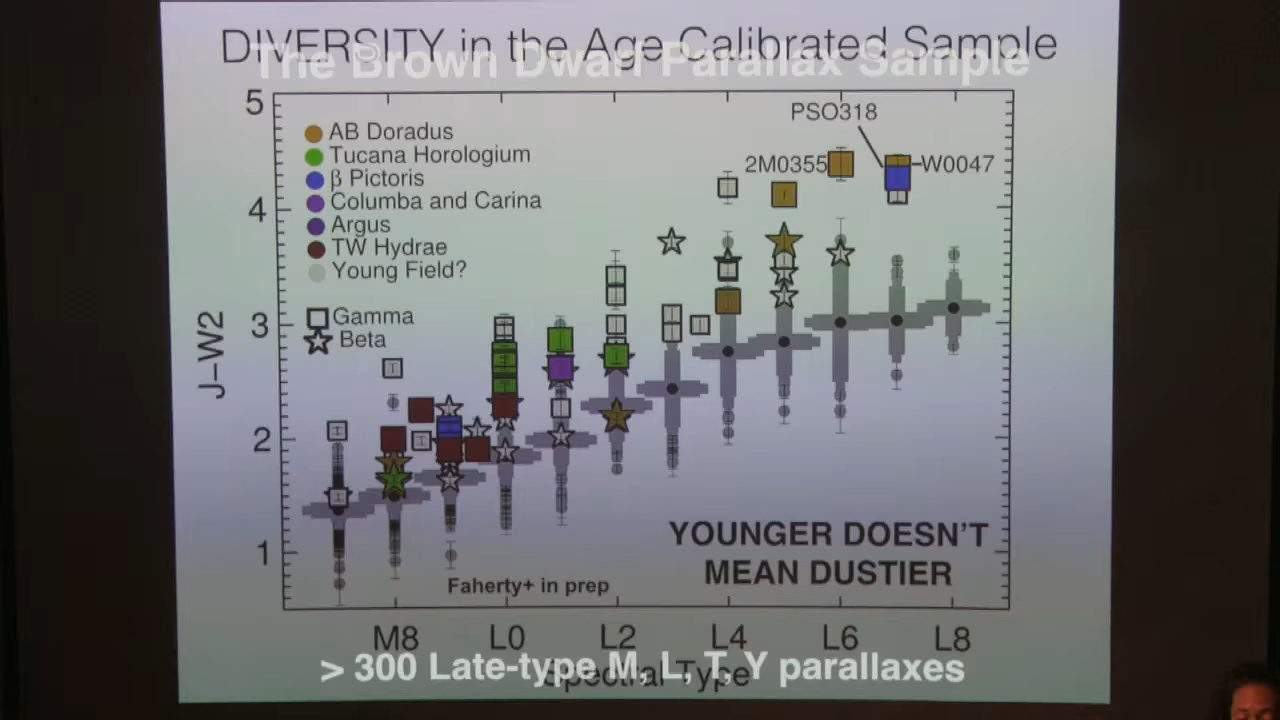 DIVERSITY in the Age Calibrated Sample
The Brown Dwarf Parallax Sample
5
4
3
2
1
J-W2
AB Doradus
Tucana Horologium
β Pictoris
Columba and Carina
Argus
TW Hydrae
Young Field?
Gamma
Beta
PSO318
2M0355
W0047
YOUNGER DOESN'T
MEAN DUSTIER
Faherty+ in prep
M8 L0 L2 L4 L6 L8
Spectral Type
> 300 Late-type M, L, T, Y parallaxes